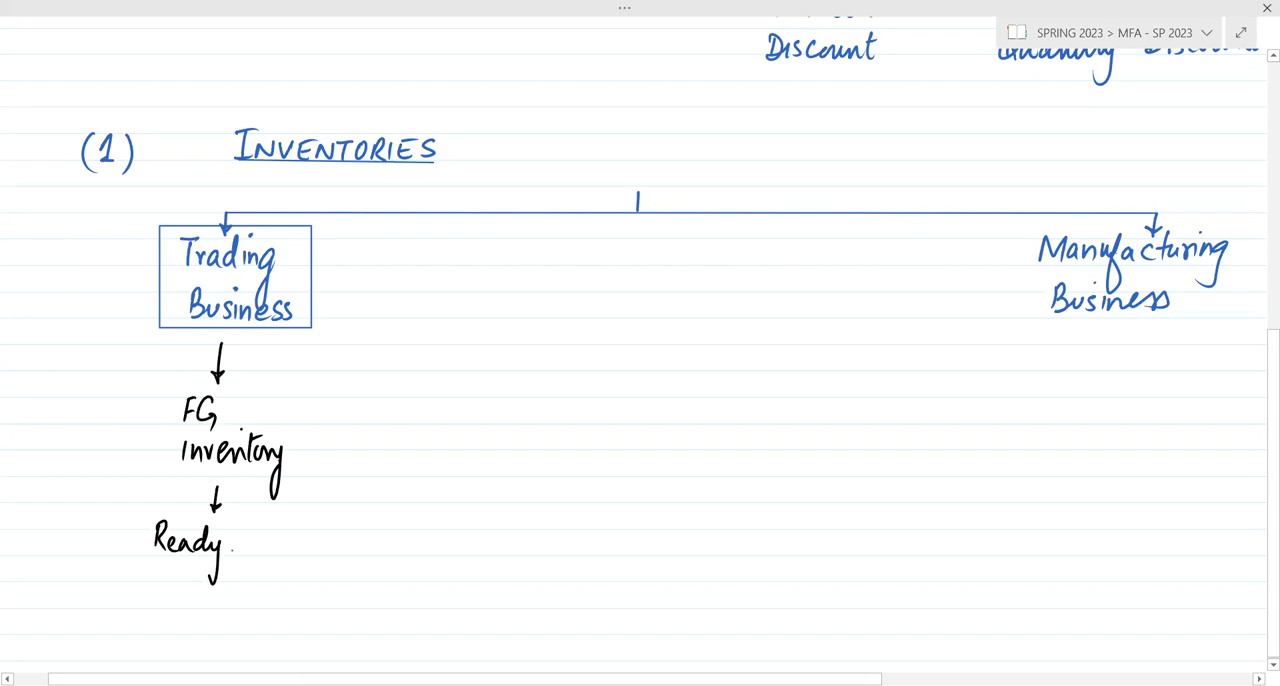 SPRING 2023 > MFA - SP 2023
Discount
(1) INVENTORIES
Trading
Business
Manufacturing
Business
FG
Inventory
Ready